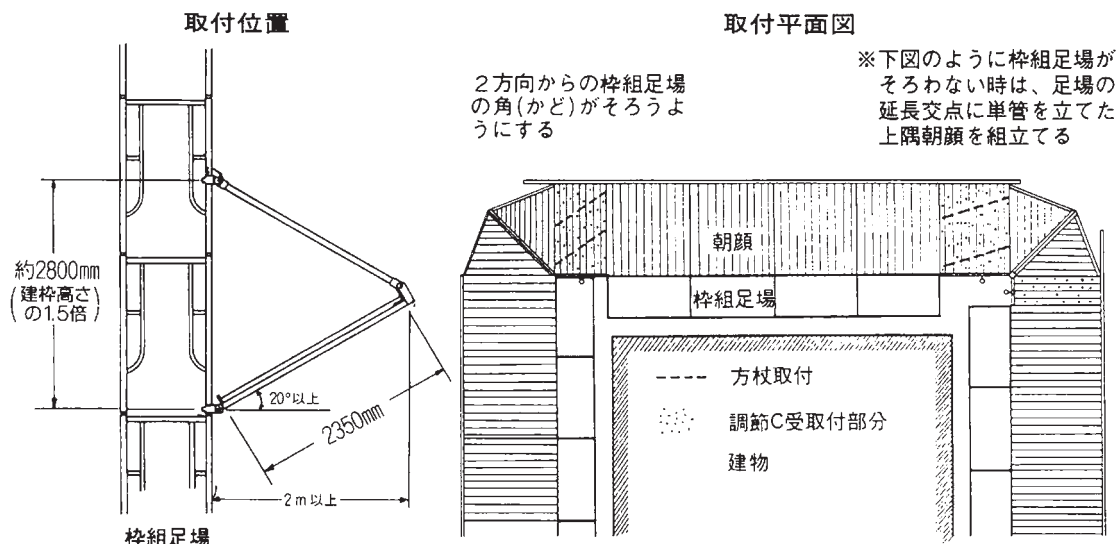 取付位置
約2800mm
(建枠高さ
の1.5倍)
20°以上
2350mm
2m以上
枠組足場
取付平面図
2方向からの枠組足場
の角(かど)がそろうよ
うにする
※下図のように枠組足場が
そろわない時は、足場の
延長交点に単管を立てた
上隅朝顔を組立てる
朝顔
枠組足場
方杖取付
調節C受取付部分
建物